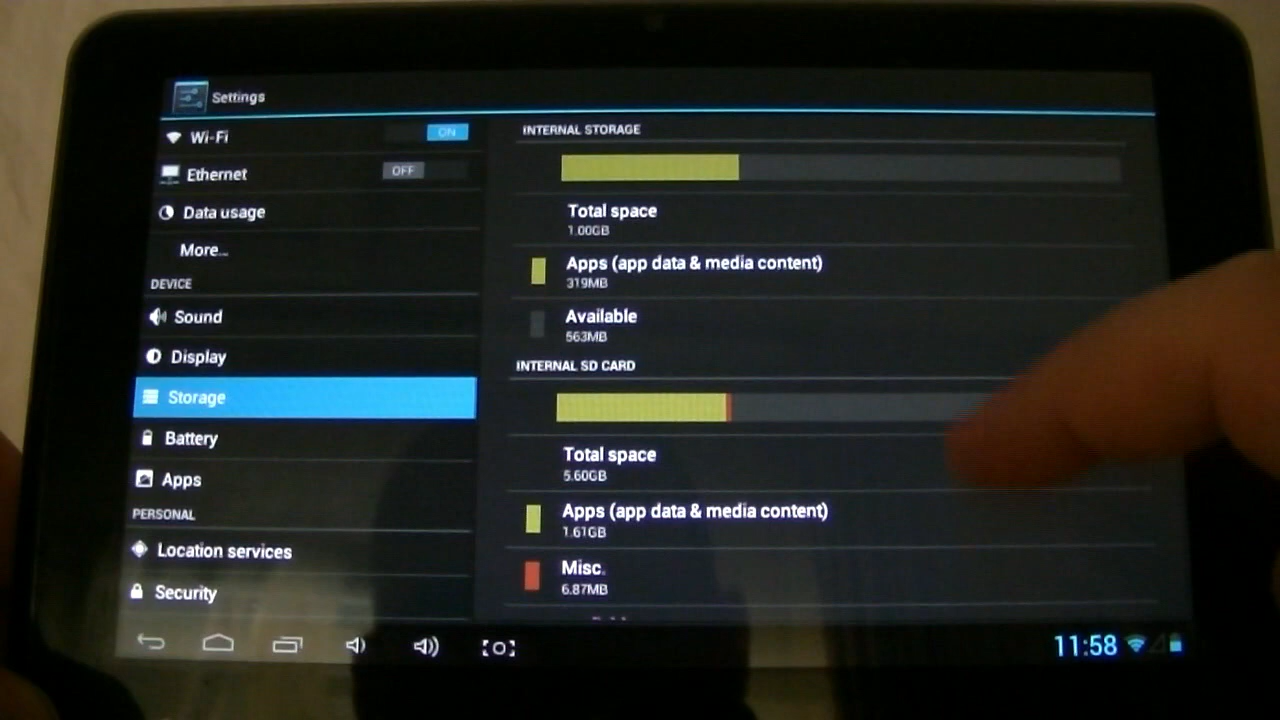 Settings
Wi-Fi ON
Ethernet OFF
Data usage
More...
DEVICE
Sound
Display
Storage
Battery
Apps
PERSONAL
Location services
Security
INTERNAL STORAGE
Total space
1.00GB
Apps (app data & media content)
319MB
Available
563MB
INTERNAL SD CARD
Total space
5.60GB
Apps (app data & media content)
1.61GB
Misc.
6.87MB
11:58